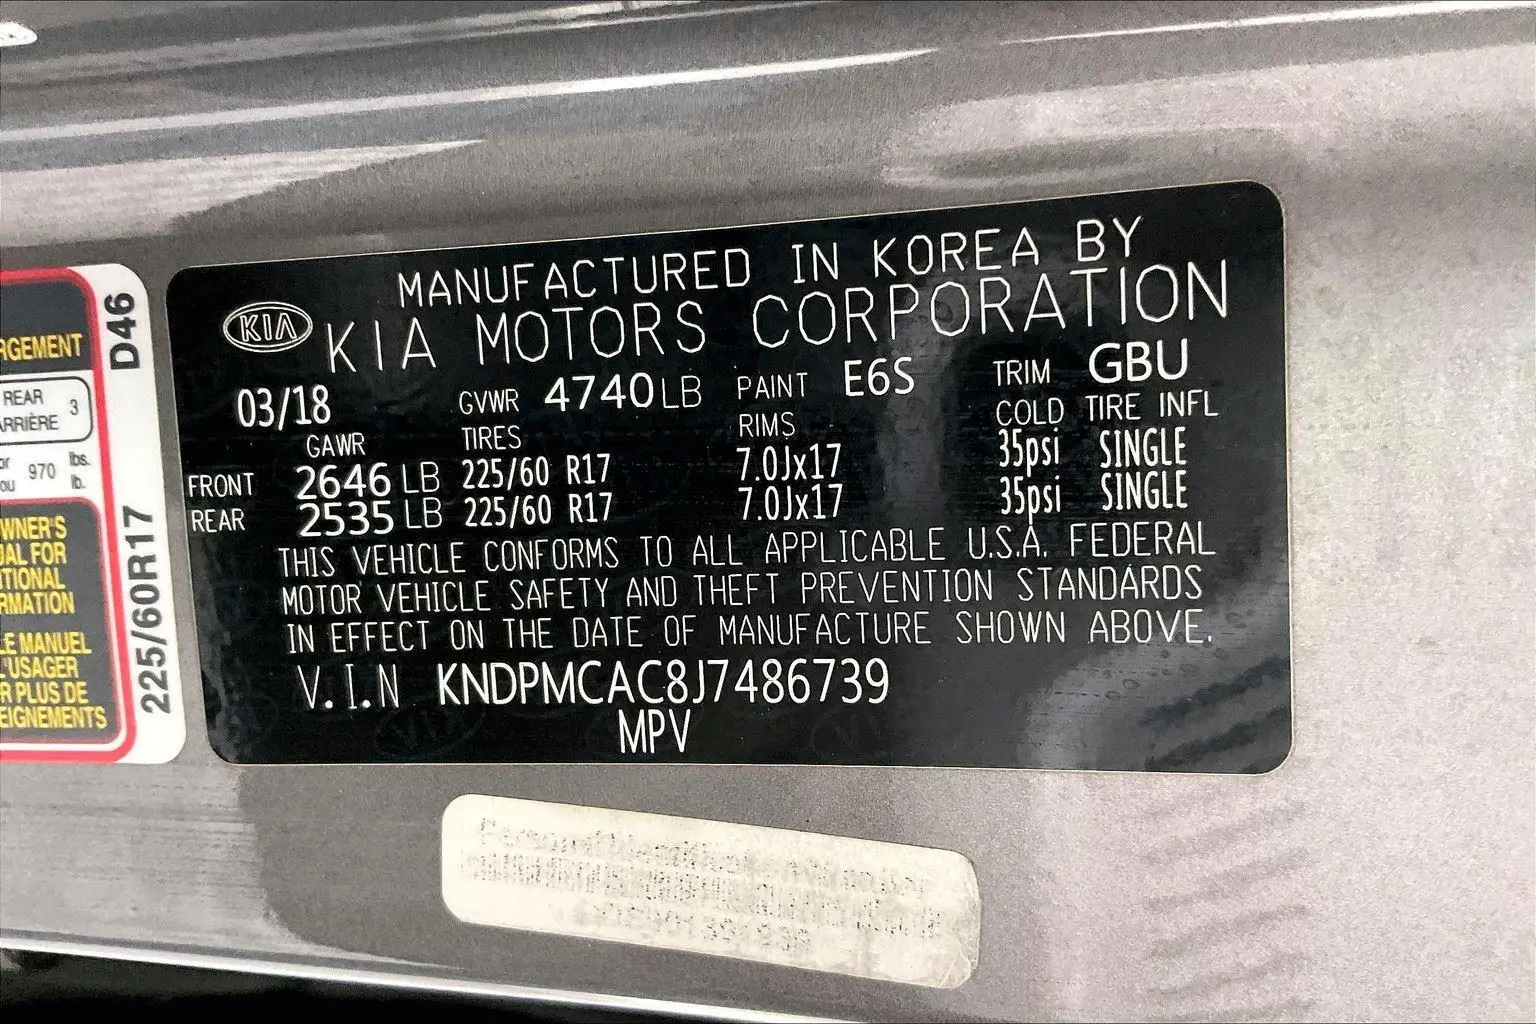 RGEMENT
REAR
ARRIÈRE 3
or
ou 970 lbs.
lb.
WNER'S
UAL FOR
ITIONAL
RMATION
LE MANUEL
L'USAGER
R PLUS DE
EIGNEMENTS
D46
225/60R17
MANUFACTURED IN KOREA BY
KIA KIA MOTORS CORPORATION
03/18 GVWR 4740LB PAINT E6S TRIM GBU
GAWR TIRES RIMS COLD TIRE INFL
FRONT 2646 LB 225/60 R17 7.0Jx17 35psi SINGLE
REAR 2535 LB 225/60 R17 7.0Jx17 35psi SINGLE
THIS VEHICLE CONFORMS TO ALL APPLICABLE U.S.A. FEDERAL
MOTOR VEHICLE SAFETY AND THEFT PREVENTION STANDARDS
IN EFFECT ON THE DATE OF MANUFACTURE SHOWN ABOVE.
V.I.N KNDPMCAC8J7486739
MPV